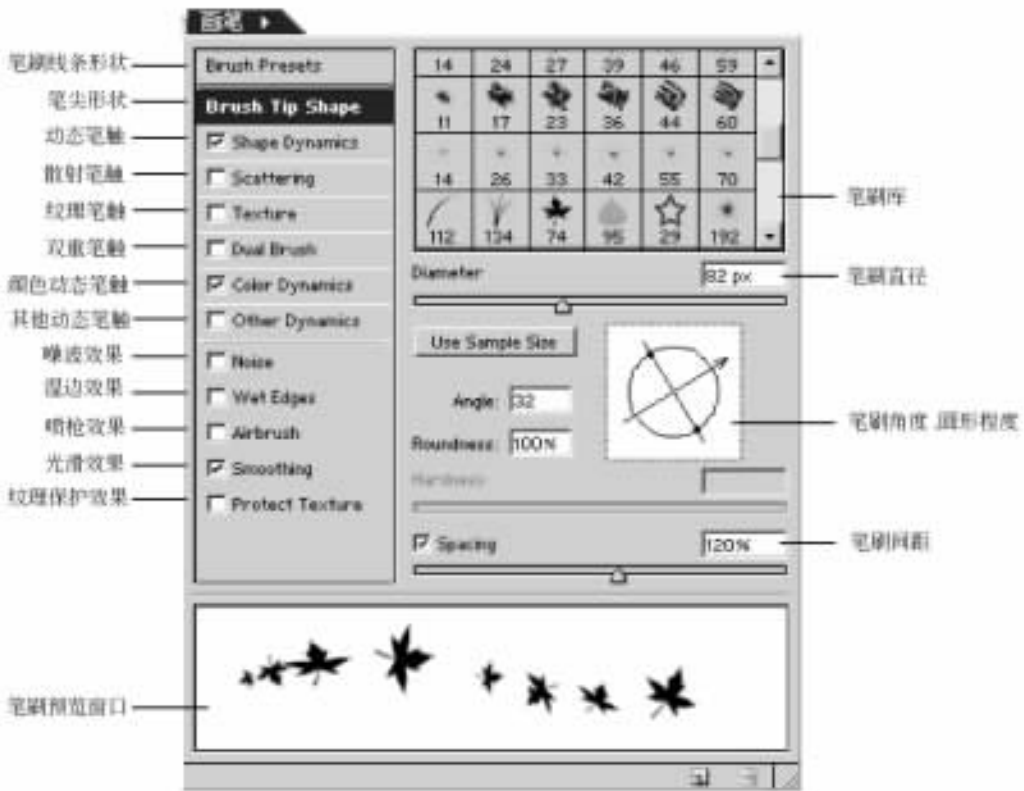 画笔
笔刷线条形状
笔尖形状
动态笔触
散射笔触
纹理笔触
双重笔触
颜色动态笔触
其他动态笔触
噪波效果
湿边效果
喷枪效果
光滑效果
纹理保护效果
笔刷预览窗口
Brush Presets
Brush Tip Shape
Shape Dynamics
Scattering
Texture
Dual Brush
Color Dynamics
Other Dynamics
Noise
Wet Edges
Airbrush
Smoothing
Protect Texture
14 24 27 39 46 59
11 17 23 36 44 60
14 26 33 42 55 70
112 134 74 95 29 192
Diameter 82 px
Use Sample Size
Angle: 32
Roundness: 100%
Hardness
Spacing 120%
笔刷库
笔刷直径
笔刷角度 圆形程度
笔刷间距